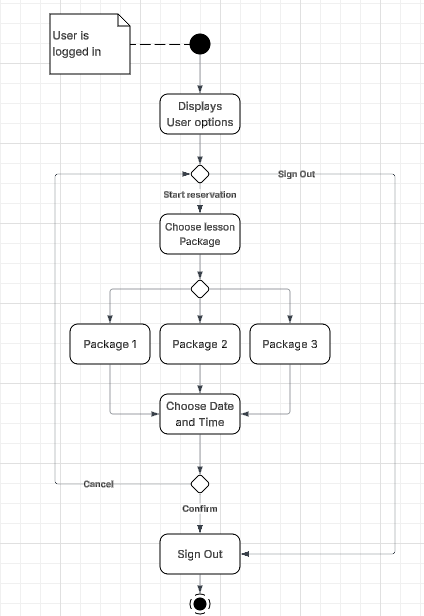 User is
logged in
Displays
User options
Sign Out
Start reservation
Choose lesson
Package
Package 1
Package 2
Package 3
Choose Date
and Time
Cancel
Confirm
Sign Out